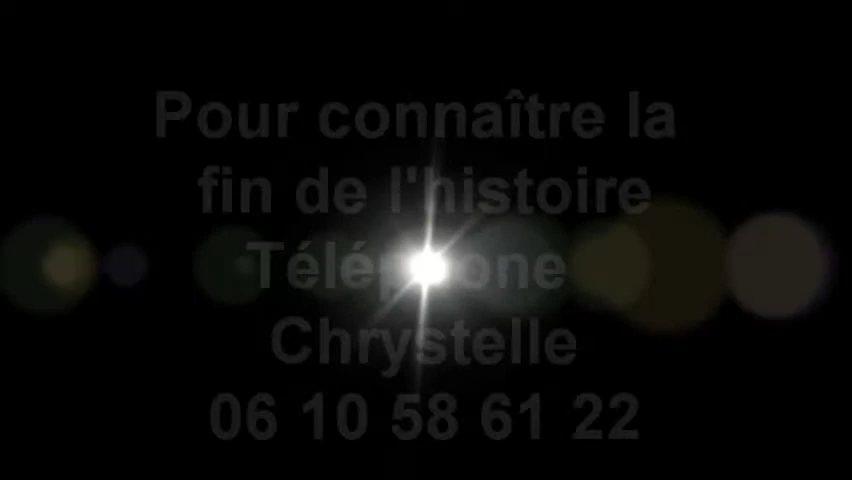 Pour connaître la
fin de l'histoire
Téléphone
Chrystelle
06 10 58 61 22